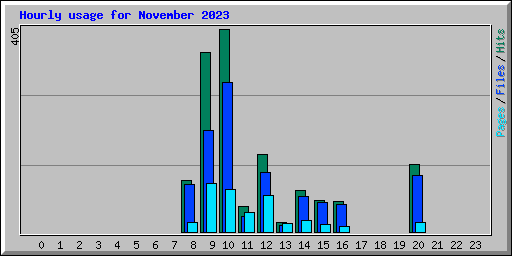 Hourly usage for November 2023
405
Pages/Files/Hits
0 1 2 3 4 5 6 7 8 9 10 11 12 13 14 15 16 17 18 19 20 21 22 23